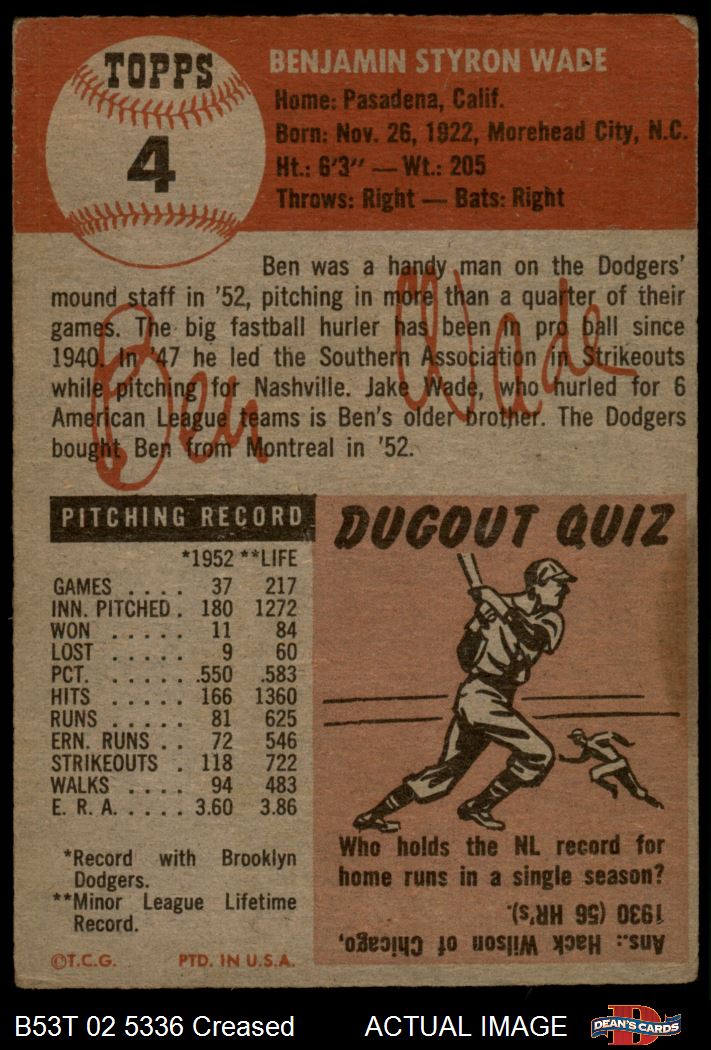 TOPPS
4
BENJAMIN STYRON WADE
Home: Pasadena, Calif.
Born: Nov. 26, 1922, Morehead City, N.C.
Ht.: 6'3" — Wt.: 205
Throws: Right — Bats: Right
Ben was a handy man on the Dodgers'
mound staff in '52, pitching in more than a quarter of their
games. The big fastball hurler has been in pro ball since
1940. In '47 he led the Southern Association in Strikeouts
while pitching for Nashville. Jake Wade, who hurled for 6
American League teams is Ben's older brother. The Dodgers
bought Ben from Montreal in '52.
Ben Wade
PITCHING RECORD
*1952 **LIFE
GAMES . . . . 37 217
INN. PITCHED . 180 1272
WON . . . . . 11 84
LOST . . . . . 9 60
PCT. . . . . . . .550 .583
HITS . . . . . 166 1360
RUNS . . . . . 81 625
ERN. RUNS . . 72 546
STRIKEOUTS . 118 722
WALKS . . . . 94 483
E. R. A. . . . . 3.60 3.86
*Record with Brooklyn
Dodgers.
**Minor League Lifetime
Record.
©T.C.G. PTD. IN U.S.A.
DUGOUT QUIZ
Who holds the NL record for
home runs in a single season?
Ans.: Hack Wilson of Chicago,
1930 (56 HR's).
B53T 02 5336 Creased ACTUAL IMAGE
D
DEAN'S CARDS